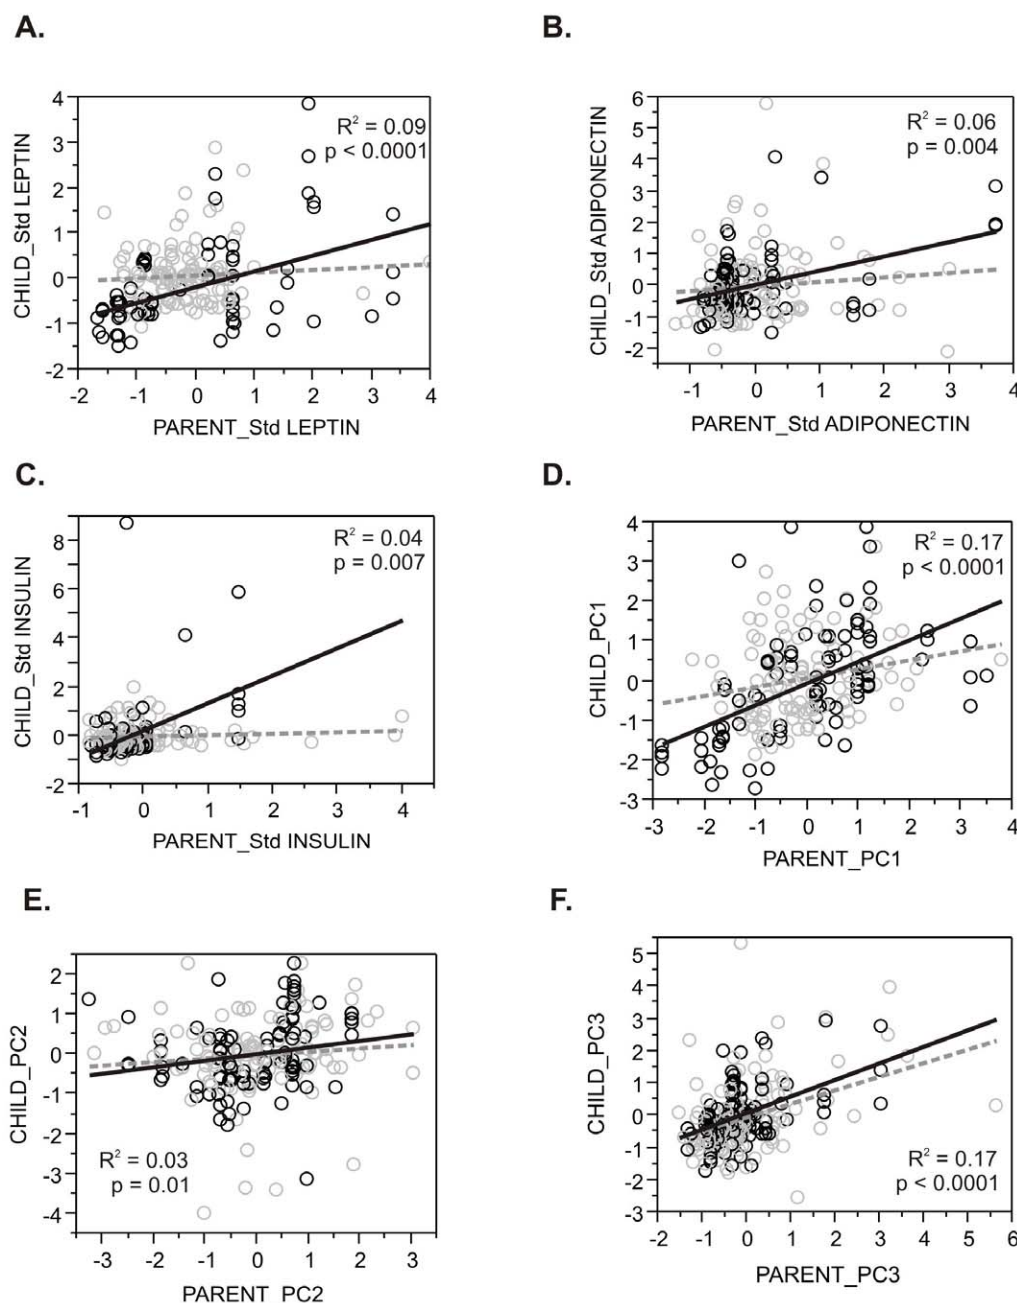 A.
B.
4
3
2
1
0
-1
-2
-2
-1
0
1
2
3
4
CHILD_Std LEPTIN
PARENT_Std LEPTIN
R² = 0.09
p < 0.0001
6
5
4
3
2
1
0
-1
-2
-1
0
1
2
3
4
CHILD_Std ADIPONECTIN
PARENT_Std ADIPONECTIN
R² = 0.06
p = 0.004
C.
D.
8
6
4
2
0
-2
-1
0
1
2
3
4
CHILD_Std INSULIN
PARENT_Std INSULIN
R² = 0.04
p = 0.007
4
3
2
1
0
-1
-2
-3
-3
-2
-1
0
1
2
3
4
CHILD_PC1
PARENT_PC1
R² = 0.17
p < 0.0001
E.
F.
2
1
0
-1
-2
-3
-4
-3
-2
-1
0
1
2
3
CHILD_PC2
PARENT PC2
R² = 0.03
p = 0.01
5
4
3
2
1
0
-1
-2
-3
-2
-1
0
1
2
3
4
5
6
CHILD_PC3
PARENT_PC3
R² = 0.17
p < 0.0001